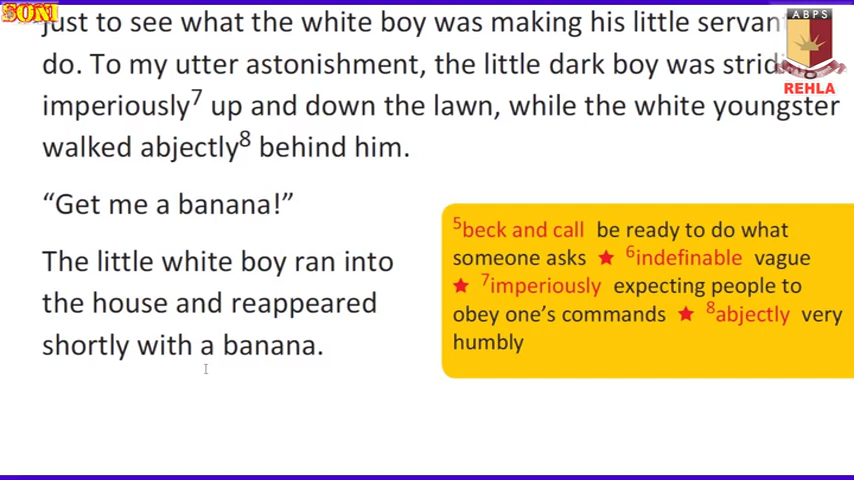 SONI
ABPS
REHLA
just to see what the white boy was making his little servant
do. To my utter astonishment, the little dark boy was striding
imperiously7 up and down the lawn, while the white youngster
walked abjectly8 behind him.
“Get me a banana!”
The little white boy ran into
the house and reappeared
shortly with a banana.
5beck and call be ready to do what
someone asks ★ 6indefinable vague
★ 7imperiously expecting people to
obey one’s commands ★ 8abjectly very
humbly